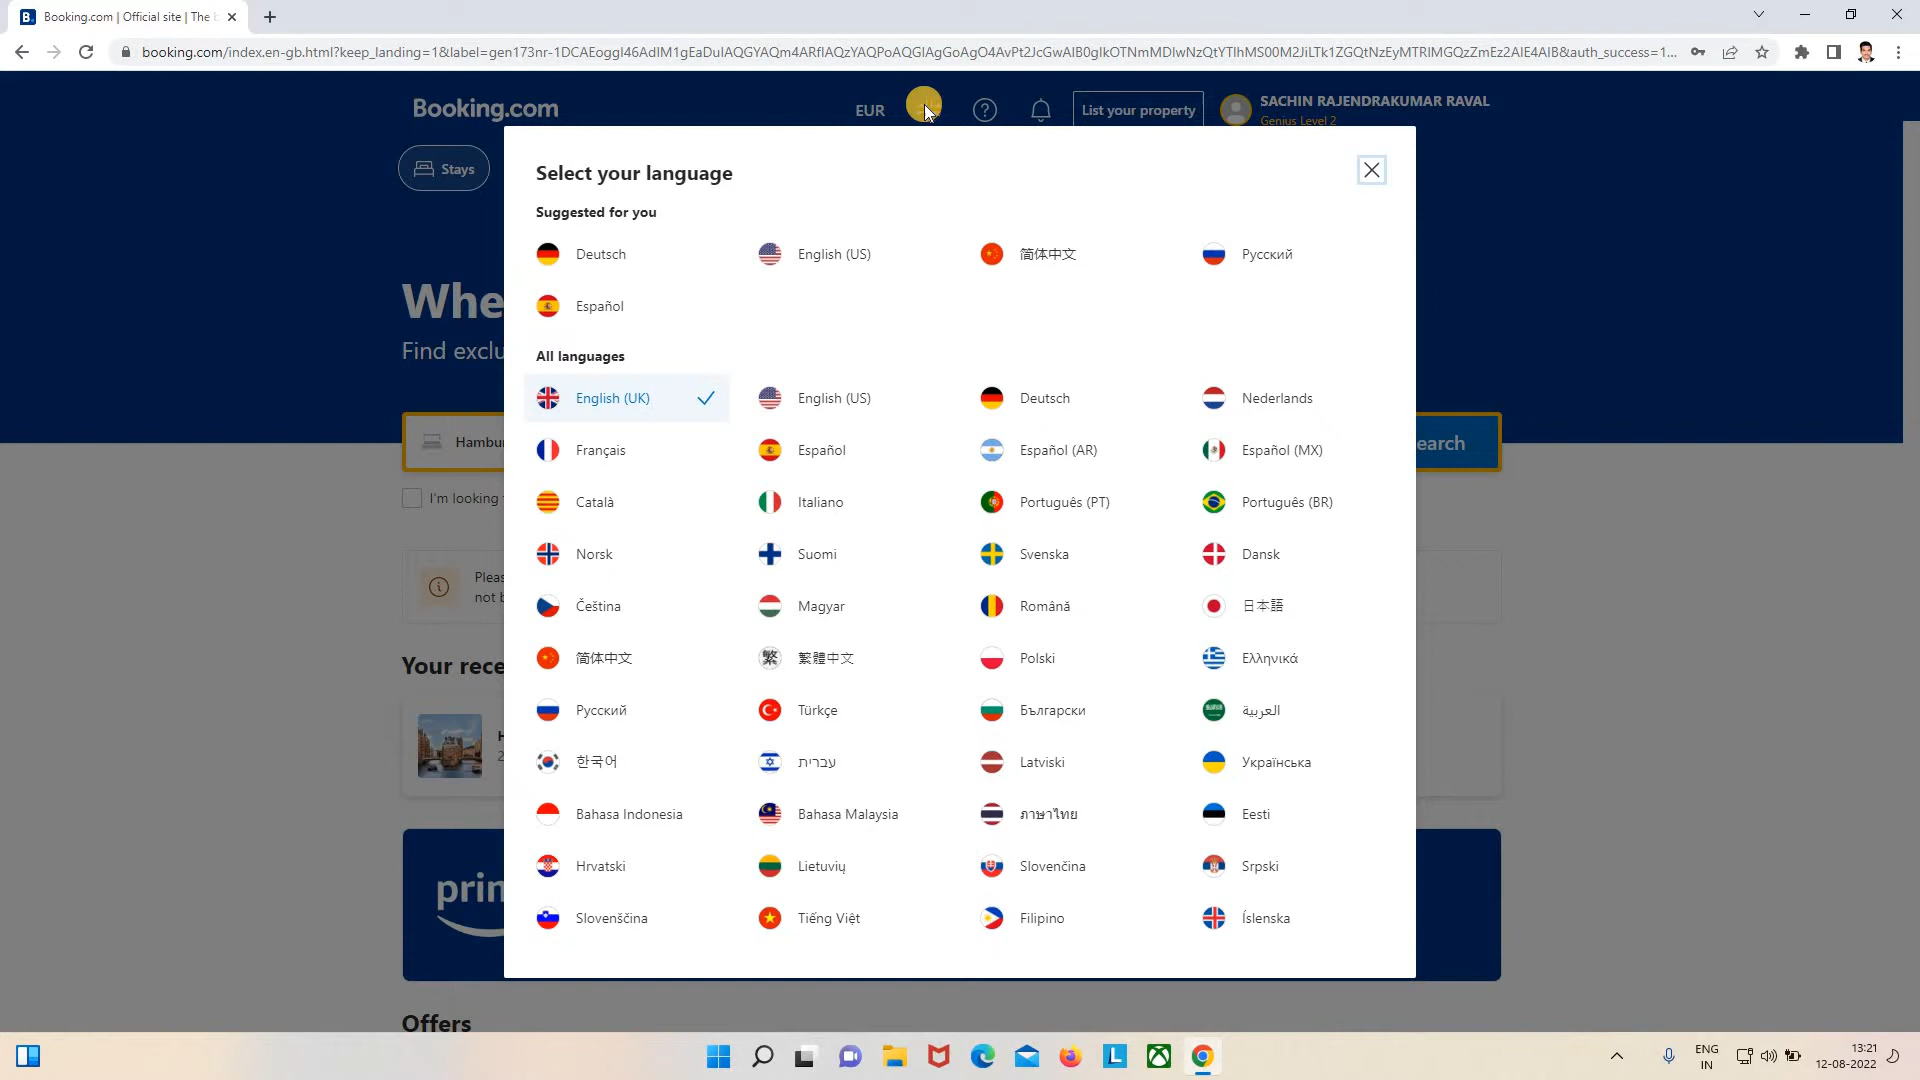 Booking.com | Official site | The b
booking.com/index.en-gb.html?keep_landing=1&label=gen173nr-
Booking.com
EUR
List your property
SACHIN RAJENDRAKUMAR RAVAL
Genius Level 2
Stays
Select your language
Suggested for you
Deutsch
English (US)
简体中文
Русский
Español
Whe
Find exclu
All languages
English (UK)
English (US)
Deutsch
Nederlands
Hambu
earch
Français
Español
Español (AR)
Español (MX)
I'm looking
Català
Italiano
Português (PT)
Português (BR)
Norsk
Suomi
Svenska
Dansk
Pleas
not b
Čeština
Magyar
Română
日本語
Your rece
简体中文
繁
繁體中文
Polski
Ελληνικά
Русский
Türkçe
Български
العربية
H
2
한국어
עברית
Latviski
Українська
Bahasa Indonesia
Bahasa Malaysia
ภาษาไทย
Eesti
prim
Hrvatski
Lietuvių
Slovenčina
Srpski
Slovenščina
Tiếng Việt
Filipino
Íslenska
Offers
ENG
IN
13:21
12-08-2022